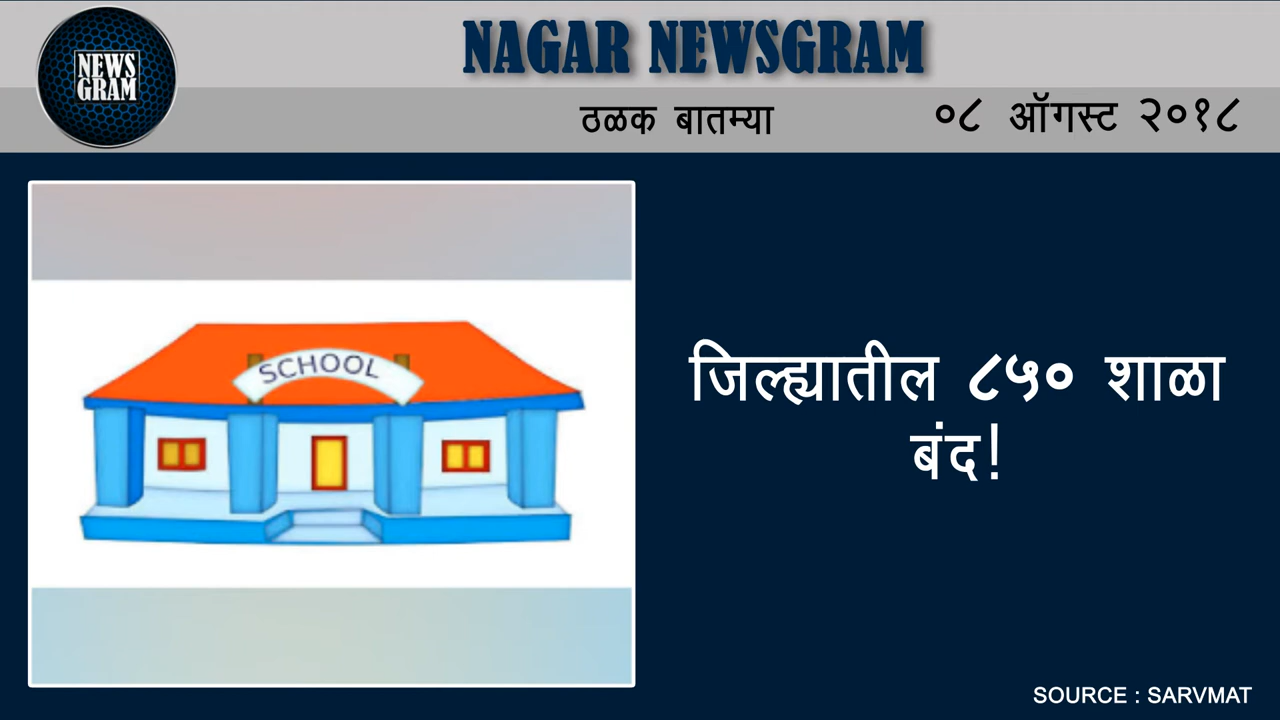 NEWS
GRAM
NAGAR NEWSGRAM
ठळक बातम्या
०८ ऑगस्ट २०१८
SCHOOL
जिल्ह्यातील ८५० शाळा
बंद!
SOURCE : SARVMAT